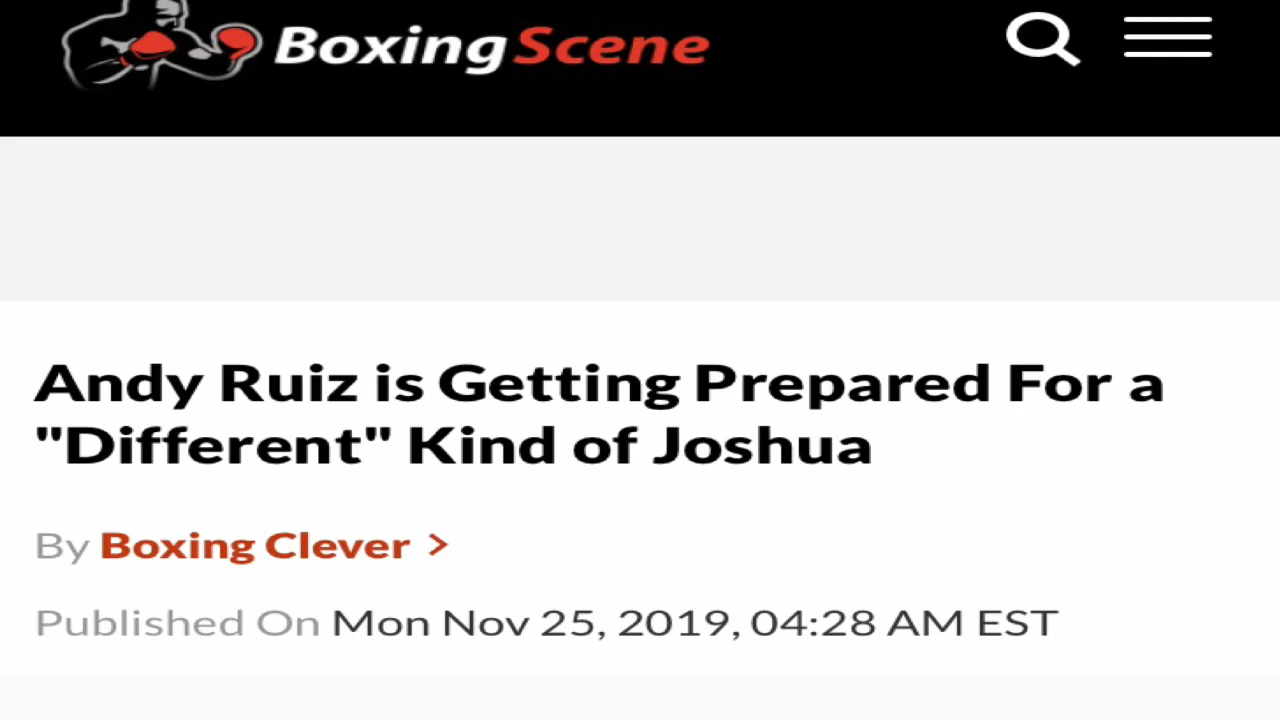 BoxingScene
Andy Ruiz is Getting Prepared For a
"Different" Kind of Joshua
By Boxing Clever >
Published On Mon Nov 25, 2019, 04:28 AM EST